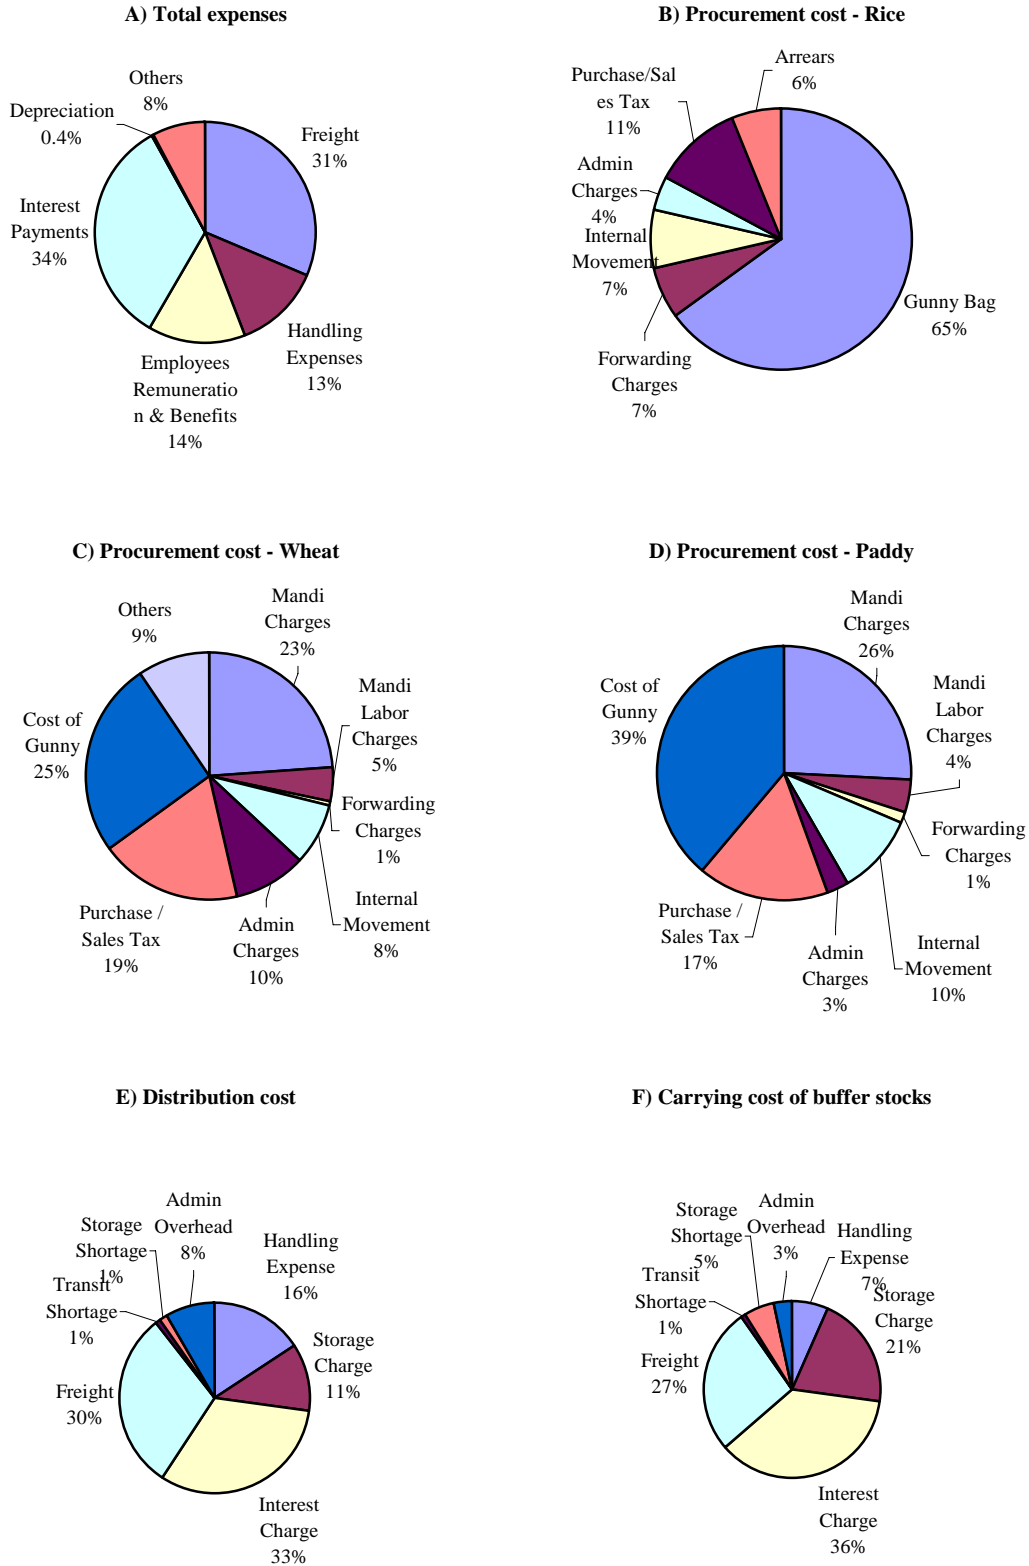 A) Total expenses
Others
8%
Depreciation
0.4%
Freight
31%
Interest
Payments
34%
Handling
Expenses
13%
Employees
Remuneratio
n & Benefits
14%
B) Procurement cost - Rice
Arrears
6%
Purchase/Sal
es Tax
11%
Admin
Charges
4%
Internal
Movement
7%
Gunny Bag
65%
Forwarding
Charges
7%
C) Procurement cost - Wheat
Others
9%
Mandi
Charges
23%
Mandi
Labor
Charges
5%
Cost of
Gunny
25%
Forwarding
Charges
1%
Internal
Movement
8%
Purchase /
Sales Tax
19%
Admin
Charges
10%
D) Procurement cost - Paddy
Mandi
Charges
26%
Cost of
Gunny
39%
Mandi
Labor
Charges
4%
Forwarding
Charges
1%
Purchase /
Sales Tax
17%
Internal
Movement
10%
Admin
Charges
3%
E) Distribution cost
Admin
Overhead
8%
Storage
Shortage
1%
Handling
Expense
16%
Transit
Shortage
1%
Storage
Charge
11%
Freight
30%
Interest
Charge
33%
F) Carrying cost of buffer stocks
Admin
Overhead
3%
Storage
Shortage
5%
Handling
Expense
7%
Transit
Shortage
1%
Storage
Charge
21%
Freight
27%
Interest
Charge
36%